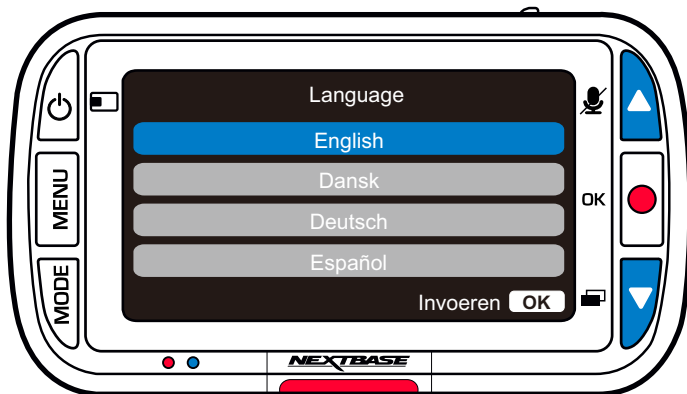 Language
English
MENU
Dansk
OK
Deutsch
Español
MODE
Invoeren OK
NEXTBASE